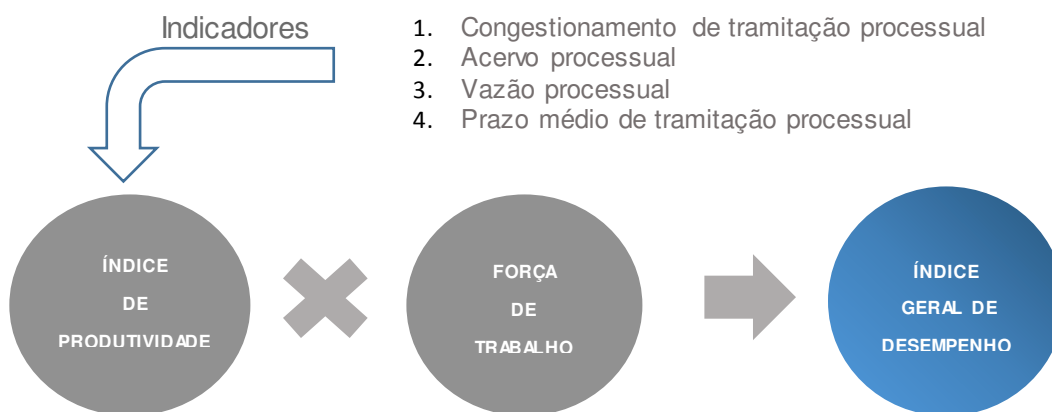 Indicadores
1. Congestionamento de tramitação processual
2. Acervo processual
3. Vazão processual
4. Prazo médio de tramitação processual
ÍNDICE
DE
PRODUTIVIDADE
FORÇA
DE
TRABALHO
ÍNDICE
GERAL DE
DESEMPENHO